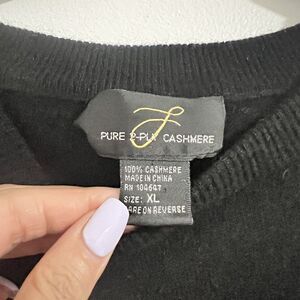 J
PURE 2-PLY CASHMERE
100% CASHMERE
MADE IN CHINA
RN 104647
SIZE: XL
CARE ON REVERSE